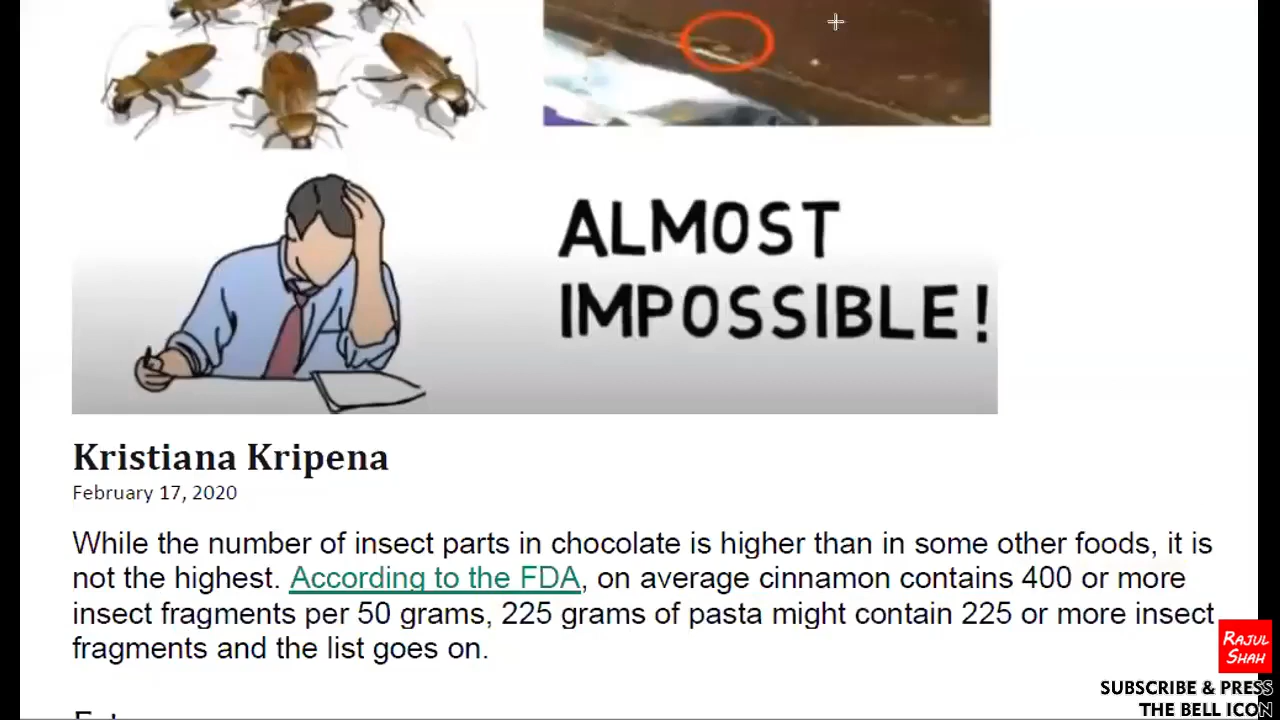 ALMOST
IMPOSSIBLE!
Kristiana Kripena
February 17, 2020
While the number of insect parts in chocolate is higher than in some other foods, it is
not the highest. According to the FDA, on average cinnamon contains 400 or more
insect fragments per 50 grams, 225 grams of pasta might contain 225 or more insect
fragments and the list goes on.
RAJUL
SHAH
SUBSCRIBE & PRESS
THE BELL ICON